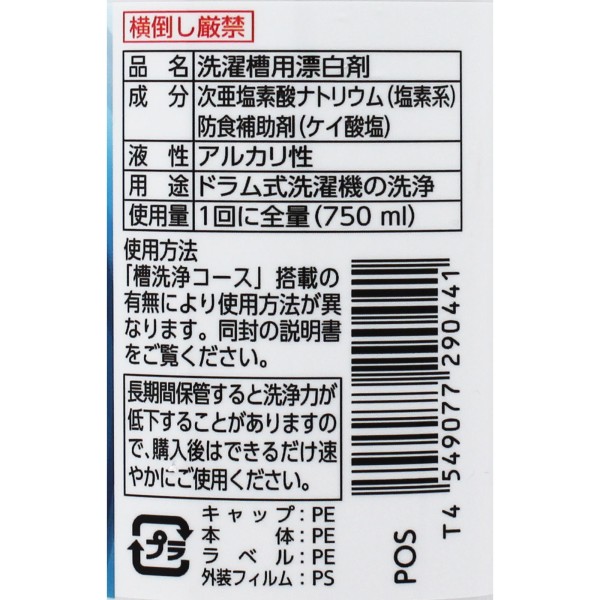 横倒し厳禁
品名 洗濯槽用漂白剤
成分 次亜塩素酸ナトリウム(塩素系)
防食補助剤(ケイ酸塩)
液性 アルカリ性
用途 ドラム式洗濯機の洗浄
使用量 1回に全量(750 ml)
使用方法
「槽洗浄コース」搭載の
有無により使用方法が異
なります。同封の説明書
をご覧ください。
長期間保管すると洗浄力が
低下することがありますの
で、購入後はできるだけ速
やかにご使用ください。
プラ
キャップ:PE
本体:PE
ラベル:PE
外装フィルム:PS
T4 549077 290441
POS